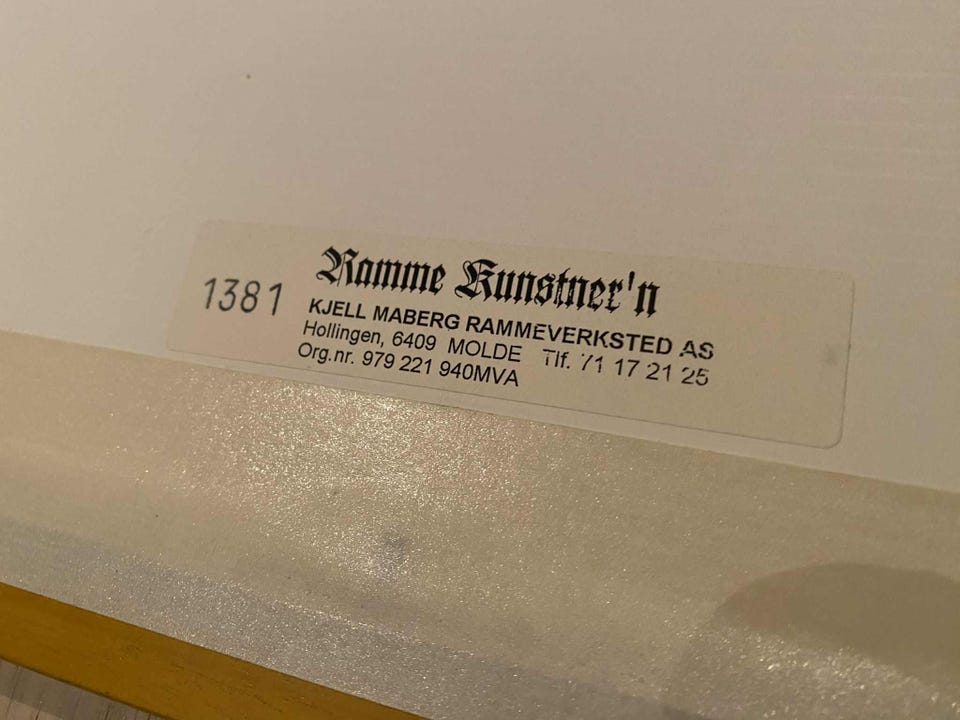 1381
Ramme Kunstner'n
KJELL MABERG RAMMEVERKSTED AS
Hollingen, 6409 MOLDE Tlf. 71 17 21 25
Org.nr. 979 221 940MVA